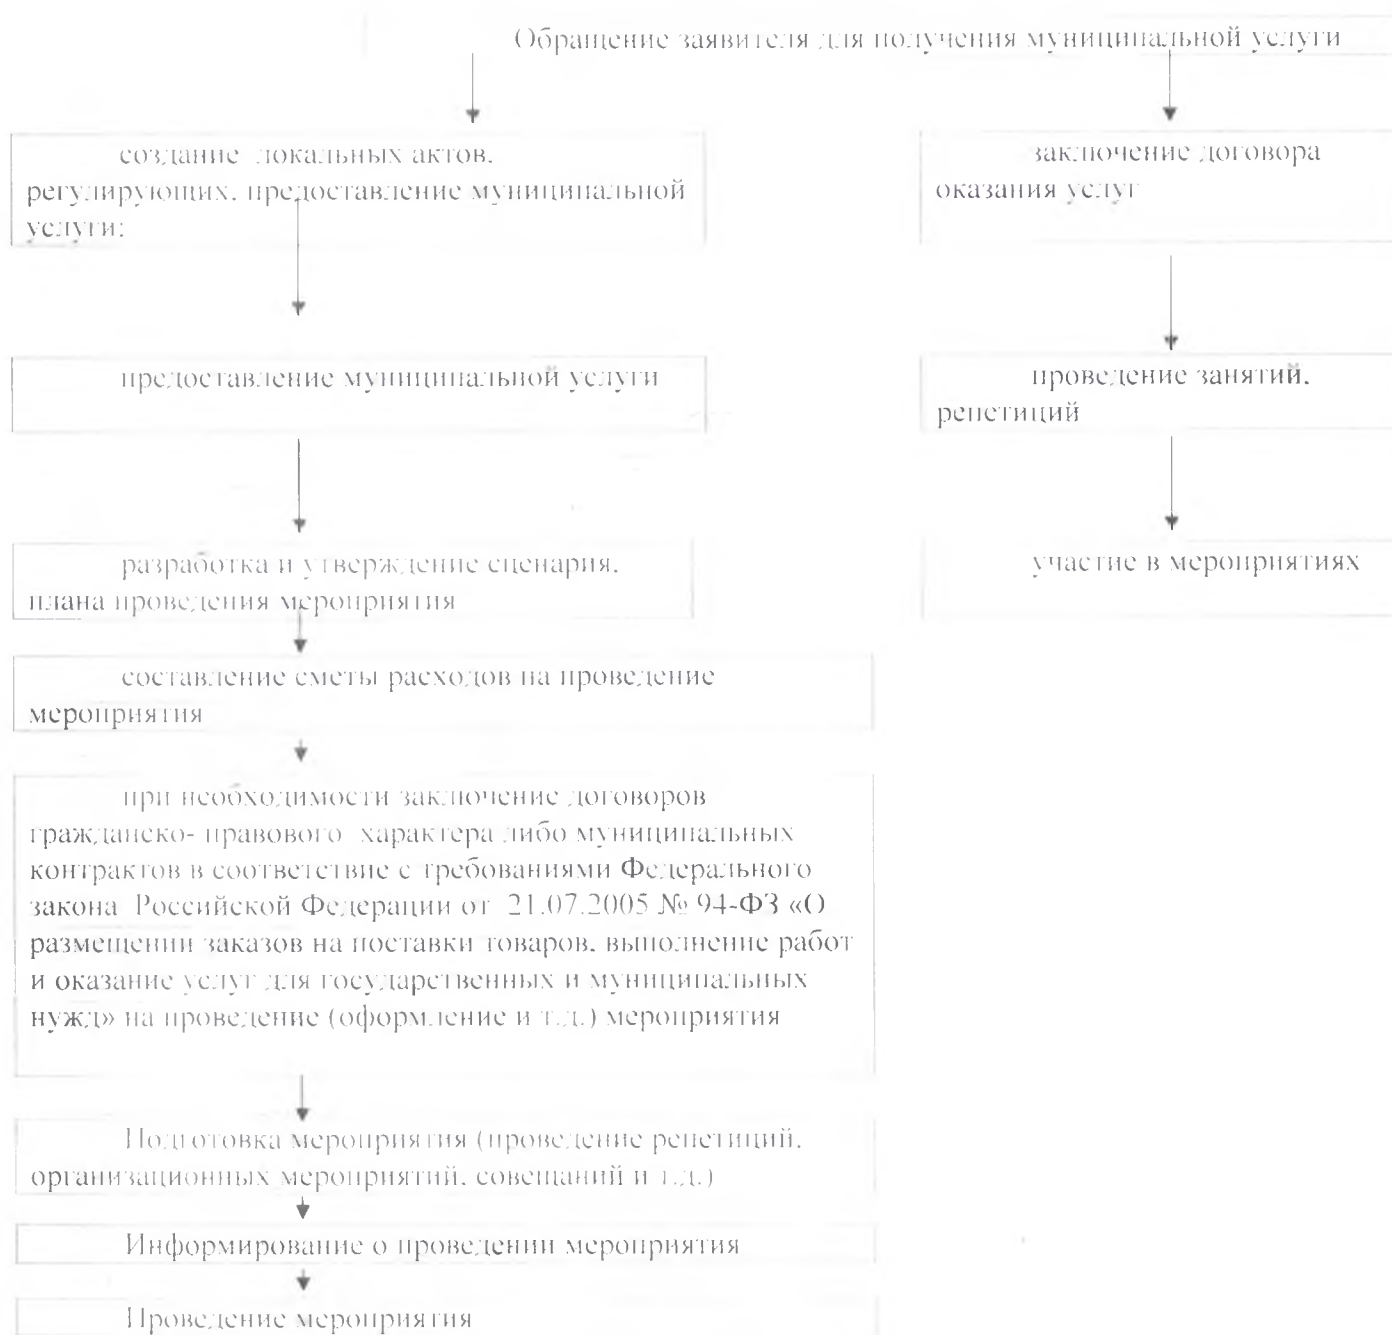 Обращение заявителя для получения муниципальной услуги
создание локальных актов,
регулирующих, предоставление муниципальной
услуги;
заключение договора
оказания услуг
предоставление муниципальной услуги
проведение занятий,
репетиций
разработка и утверждение сценария,
плана проведения мероприятия
участие в мероприятиях
составление сметы расходов на проведение
мероприятия
при необходимости заключение договоров
гражданско- правового характера либо муниципальных
контрактов в соответствие с требованиями Федерального
закона Российской Федерации от 21.07.2005 № 94-ФЗ «О
размещении заказов на поставки товаров, выполнение работ
и оказание услуг для государственных и муниципальных
нужд» на проведение (оформление и т.д.) мероприятия
Подготовка мероприятия (проведение репетиций,
организационных мероприятий, совещаний и т.д.)
Информирование о проведении мероприятия
Проведение мероприятия